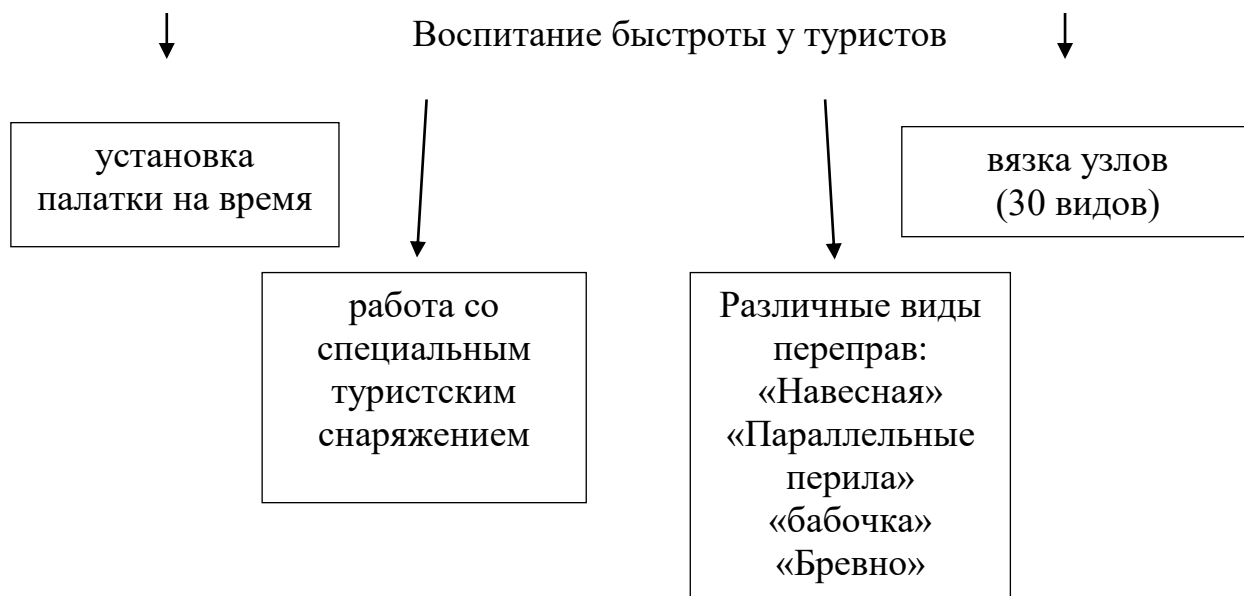 Воспитание быстроты у туристов
установка
палатки на время
вязка узлов
(30 видов)
работа со
специальным
туристским
снаряжением
Различные виды
переправ:
«Навесная»
«Параллельные
перила»
«бабочка»
«Бревно»